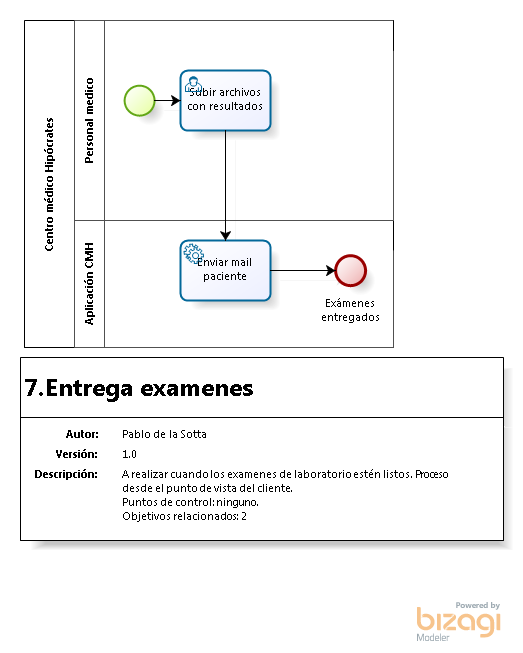 Centro médico Hipócrates
Personal medico
Subir archivos
con resultados
Aplicación CMH
Enviar mail
paciente
Exámenes
entregados
7.Entrega examenes
Autor: Pablo de la Sotta
Versión: 1.0
Descripción: A realizar cuando los examenes de laboratorio estén listos. Proceso
desde el punto de vista del cliente.
Puntos de control: ninguno.
Objetivos relacionados: 2
Powered by
bizagi
Modeler